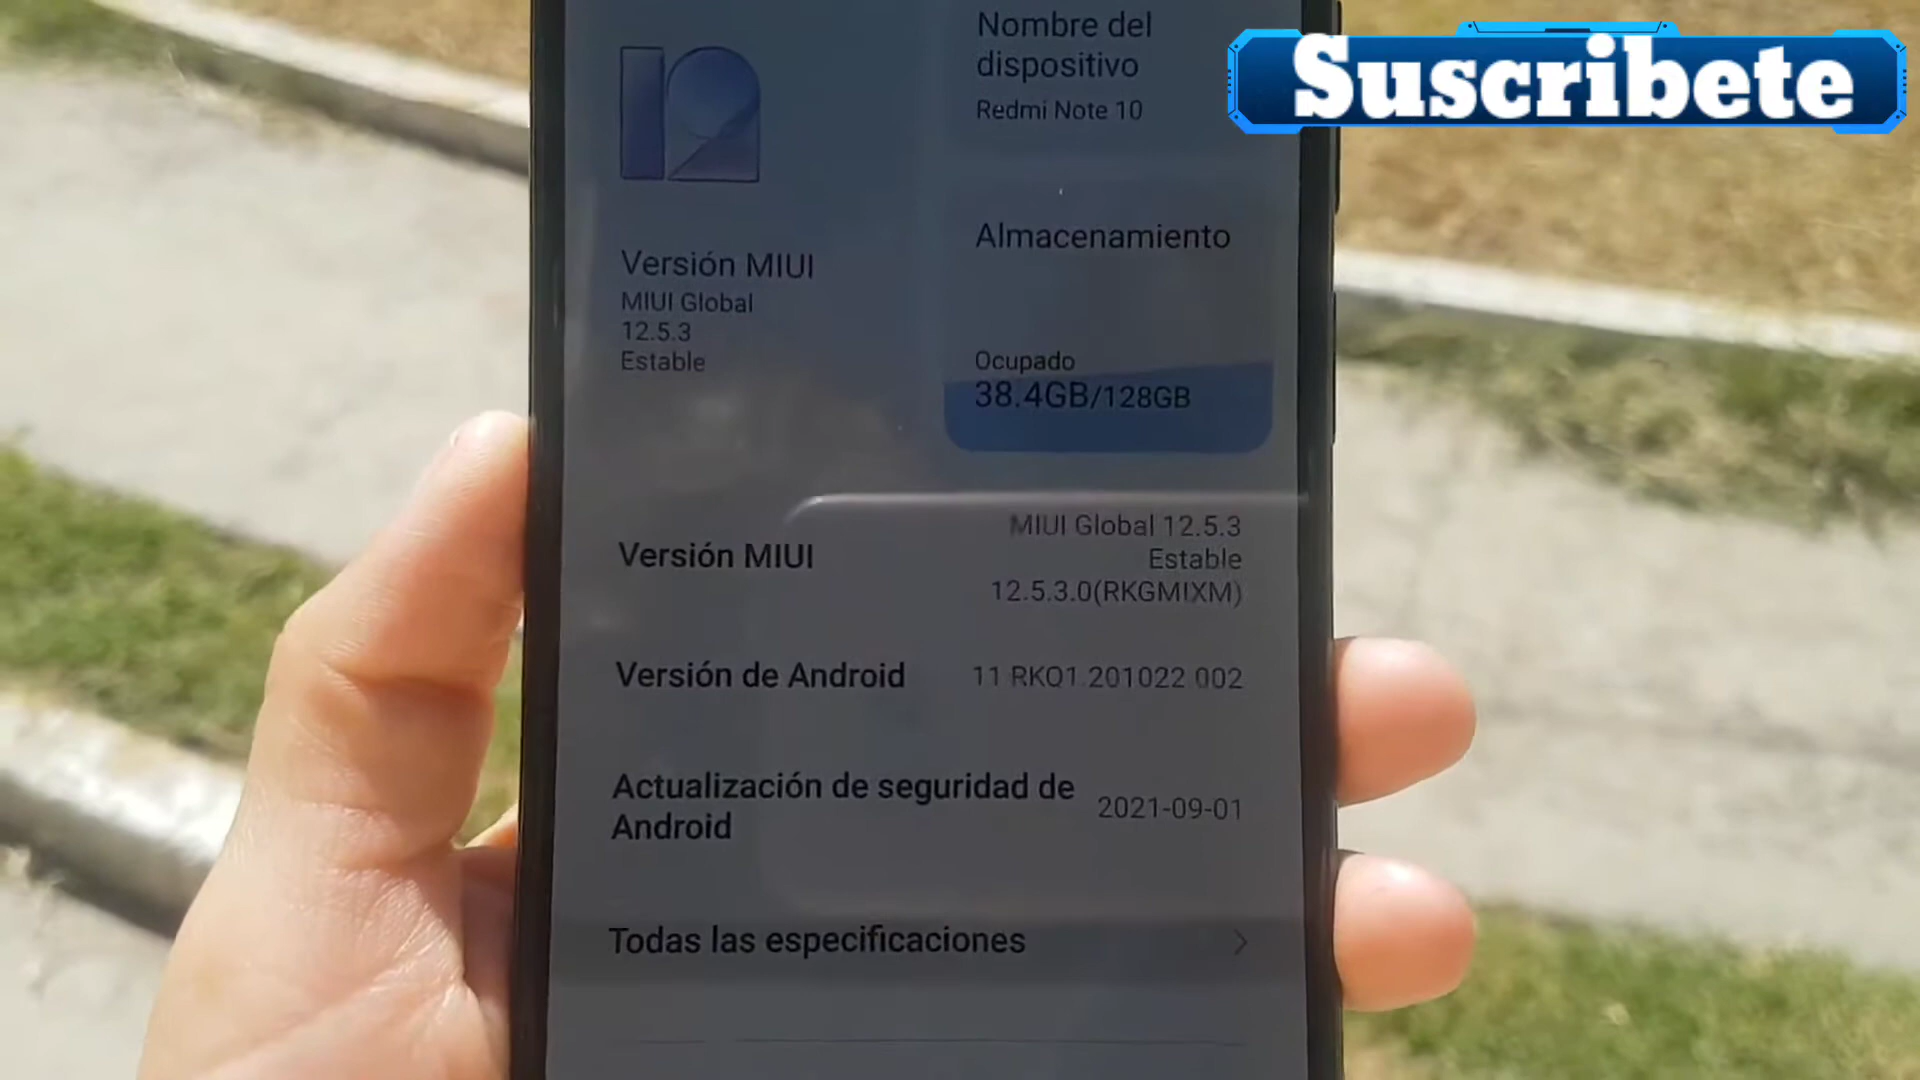 Suscribete
12
Nombre del
dispositivo
Redmi Note 10
Versión MIUI
MIUI Global
12.5.3
Estable
Almacenamiento
Ocupado
38.4GB/128GB
Versión MIUI
MIUI Global 12.5.3
Estable
12.5.3.0(RKGMIXM)
Versión de Android
11 RKQ1.201022.002
Actualización de seguridad de
Android
2021-09-01
Todas las especificaciones